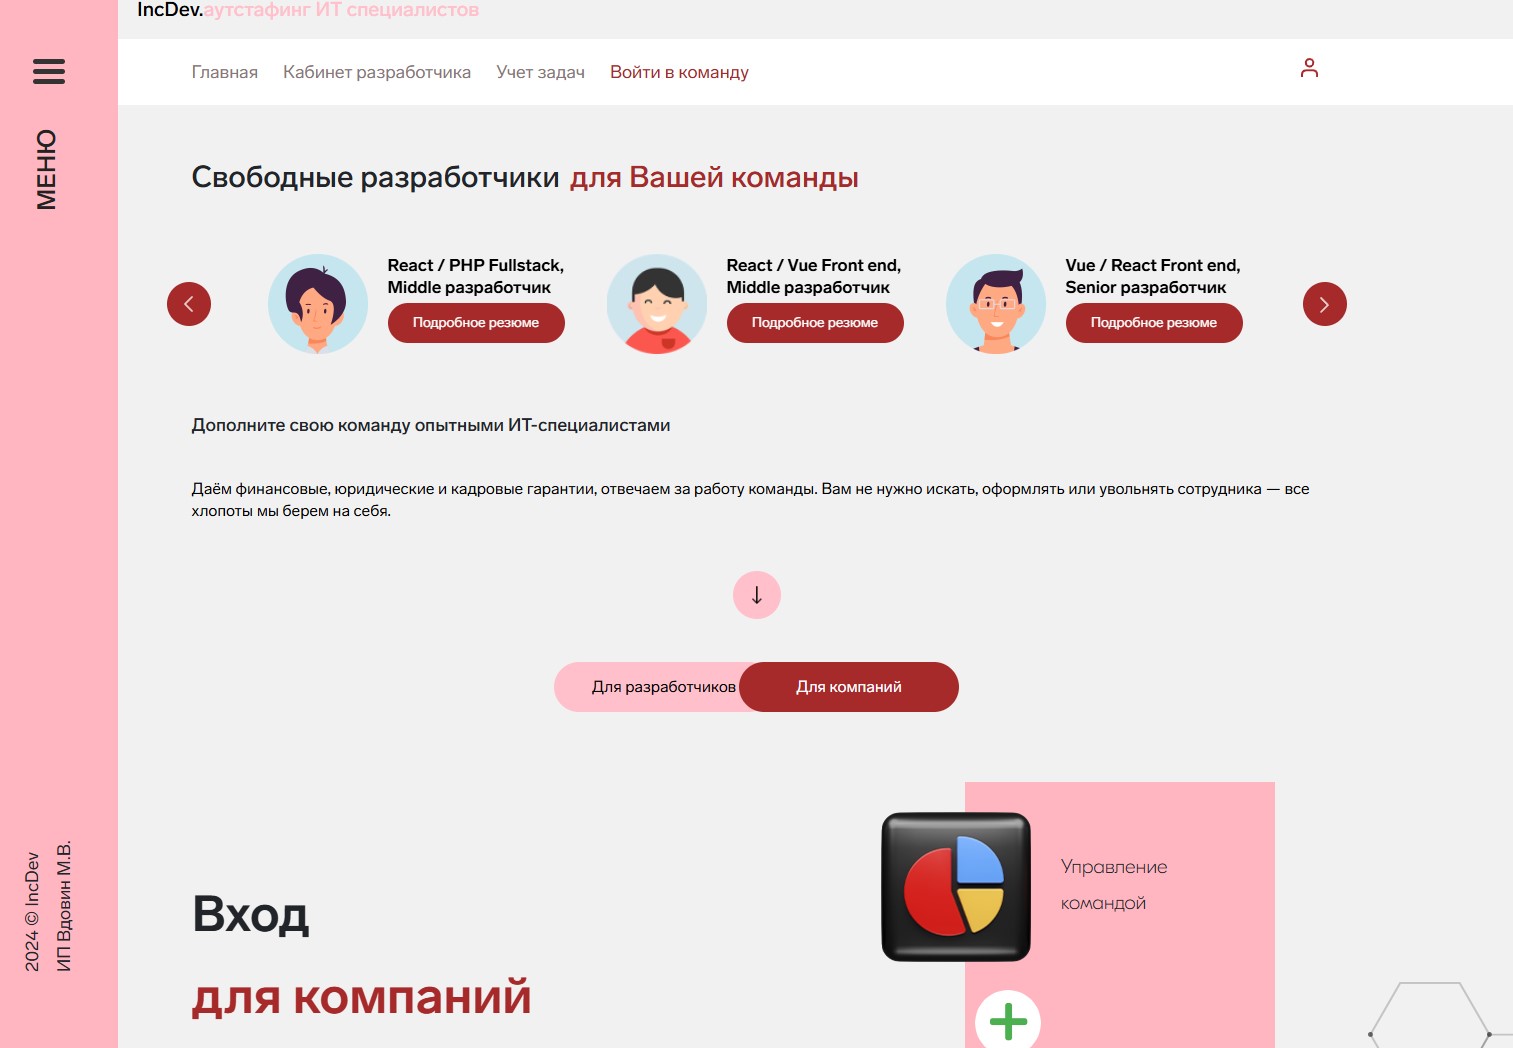 IncDev.аутстафинг ИТ специалистов
Главная Кабинет разработчика Учет задач Войти в команду
МЕНЮ
Свободные разработчики для Вашей команды
React / PHP Fullstack,
Middle разработчик
Подробное резюме
React / Vue Front end,
Middle разработчик
Подробное резюме
Vue / React Front end,
Senior разработчик
Подробное резюме
Дополните свою команду опытными ИТ-специалистами
Даём финансовые, юридические и кадровые гарантии, отвечаем за работу команды. Вам не нужно искать, оформлять или увольнять сотрудника — все
хлопоты мы берем на себя.
Для разработчиков Для компаний
Вход
для компаний
Управление
командой
2024 © IncDev
ИП Вдовин М.В.